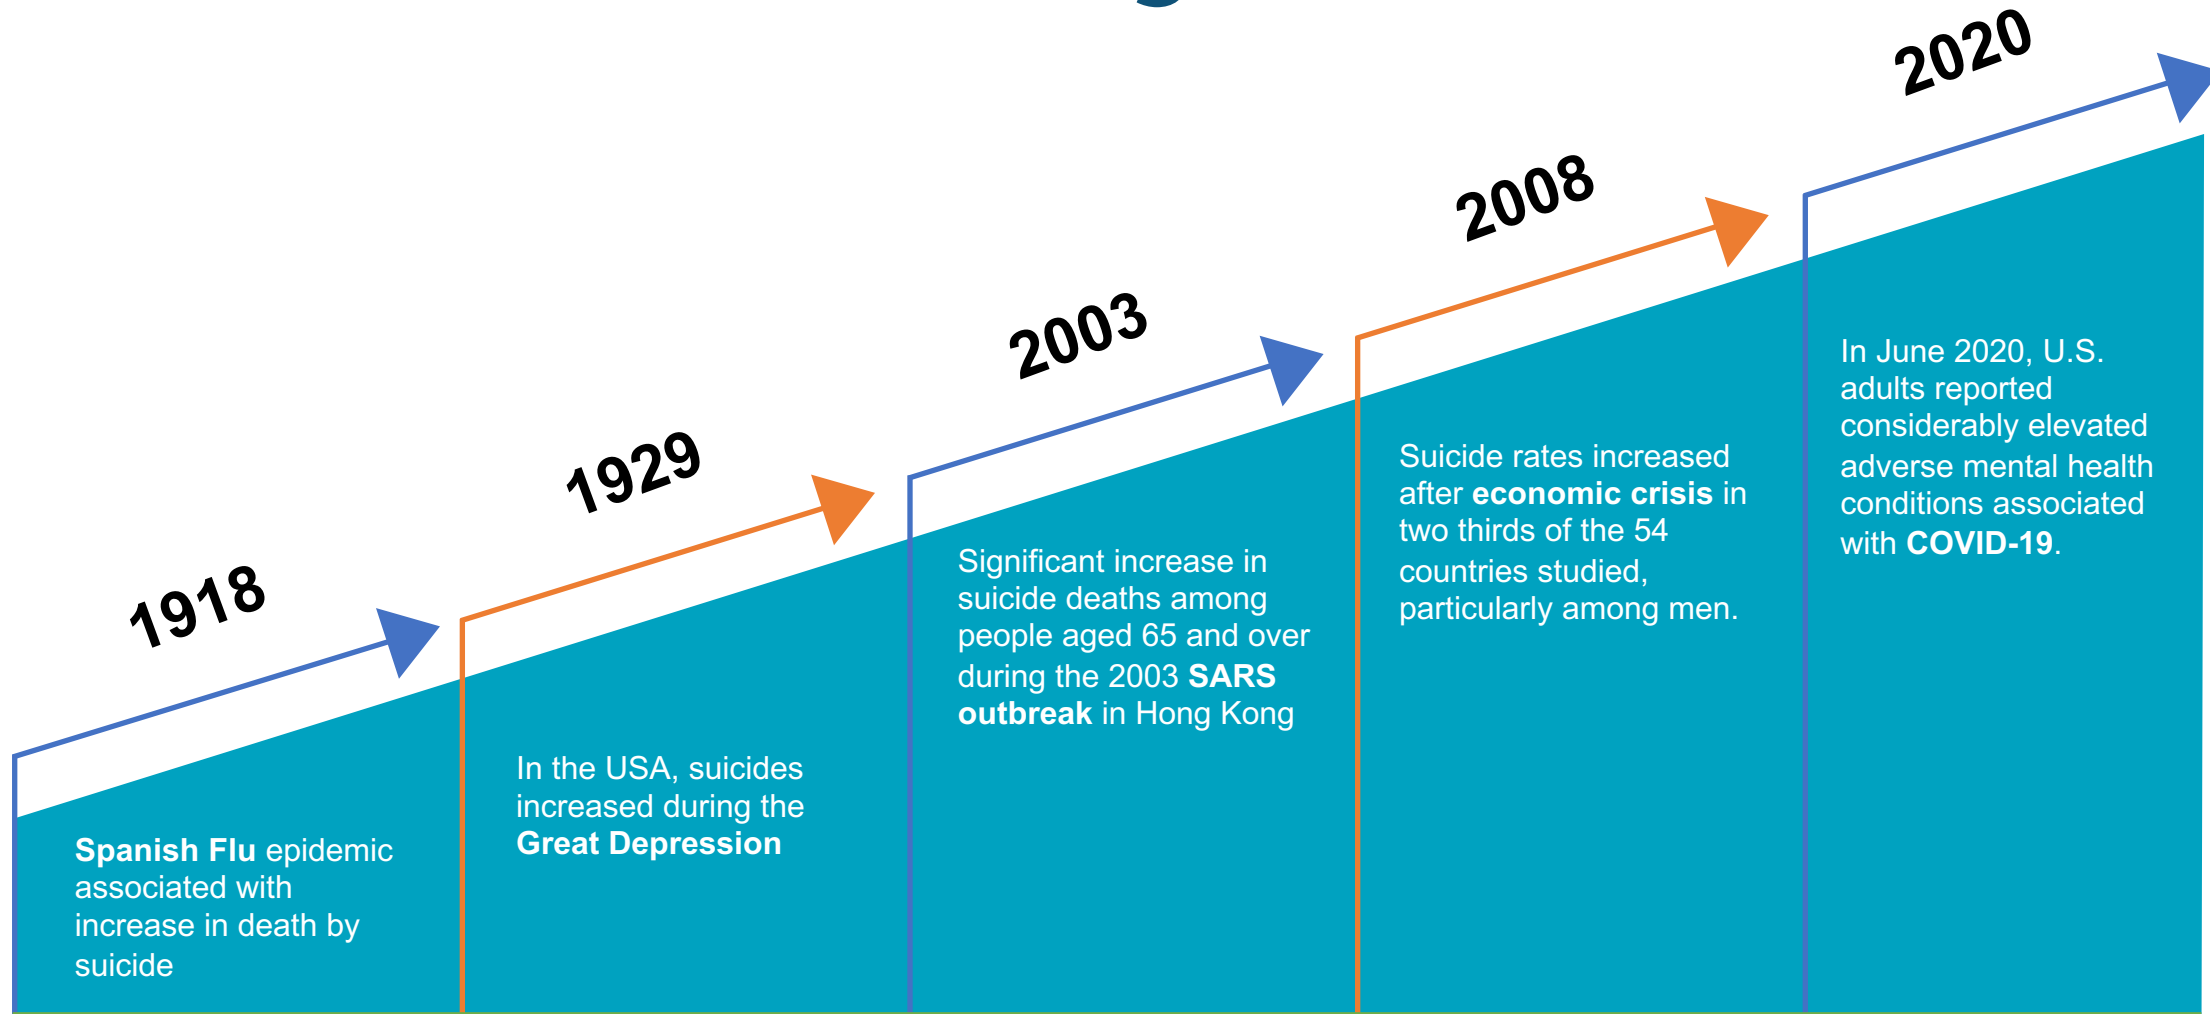 1918
Spanish Flu epidemic
associated with
increase in death by
suicide
1929
In the USA, suicides
increased during the
Great Depression
2003
Significant increase in
suicide deaths among
people aged 65 and over
during the 2003 SARS
outbreak in Hong Kong
2008
Suicide rates increased
after economic crisis in
two thirds of the 54
countries studied,
particularly among men.
2020
In June 2020, U.S.
adults reported
considerably elevated
adverse mental health
conditions associated
with COVID-19.